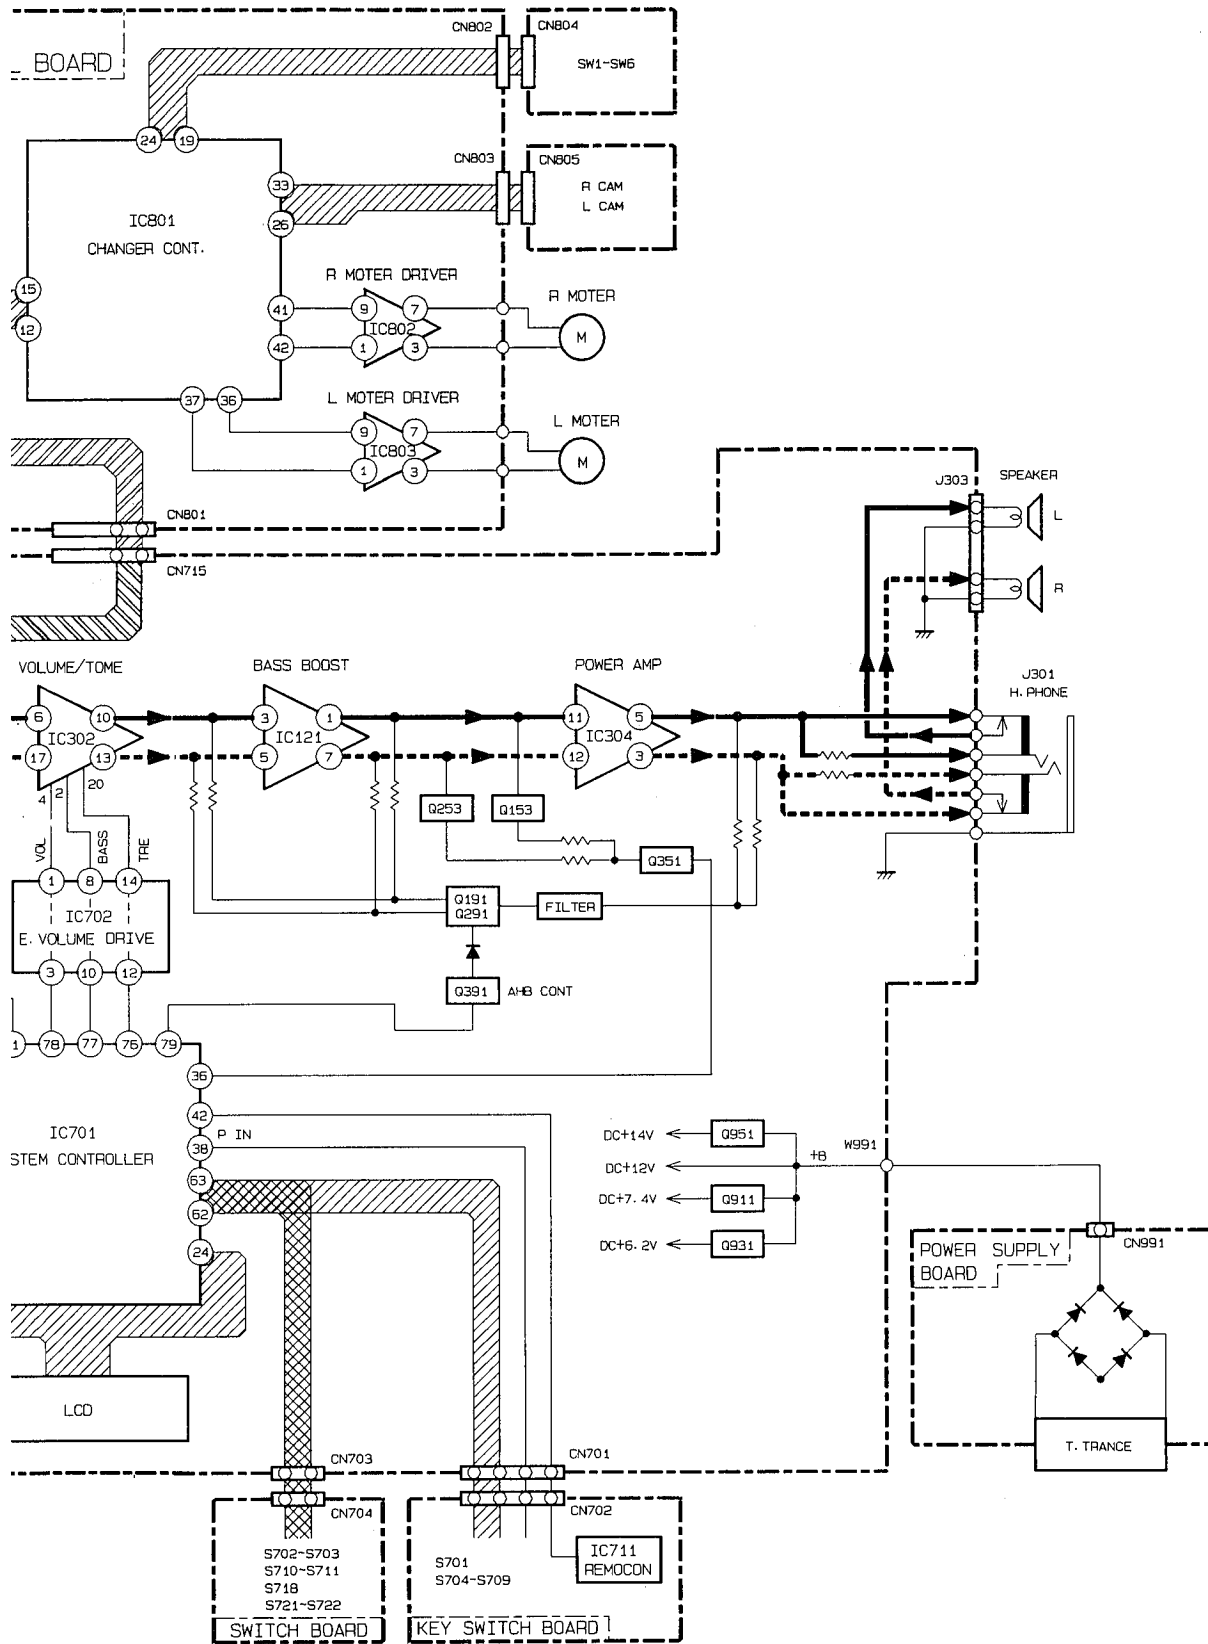 CN802
CN804
BOARD
SW1-SW6
24
19
CN803
CN805
33
26
R CAM
L CAM
IC801
CHANGER CONT.
15
12
R MOTER DRIVER
R MOTER
41
9
7
IC802
M
42
1
3
37
36
L MOTER DRIVER
L MOTER
9
7
IC803
M
1
3
CN801
CN715
J303
SPEAKER
L
R
VOLUME/TOME
BASS BOOST
POWER AMP
J301
H. PHONE
6
10
IC302
17
13
3
1
IC121
5
7
11
5
IC304
12
3
4
2
20
VOL
BASS
TRE
Q253
Q153
Q351
1
8
14
IC702
E. VOLUME DRIVE
3
10
12
Q191
Q291
FILTER
Q391
AHB CONT
1
78
77
76
79
36
42
P IN
38
63
62
24
IC701
STEM CONTROLLER
DC+14V
Q951
DC+12V
+B
W991
DC+7.4V
Q911
DC+6.2V
Q931
POWER SUPPLY
BOARD
CN991
T. TRANCE
LCD
CN703
CN701
CN704
CN702
S702~S703
S710~S711
S718
S721~S722
SWITCH BOARD
S701
S704~S709
IC711
REMOCON
KEY SWITCH BOARD